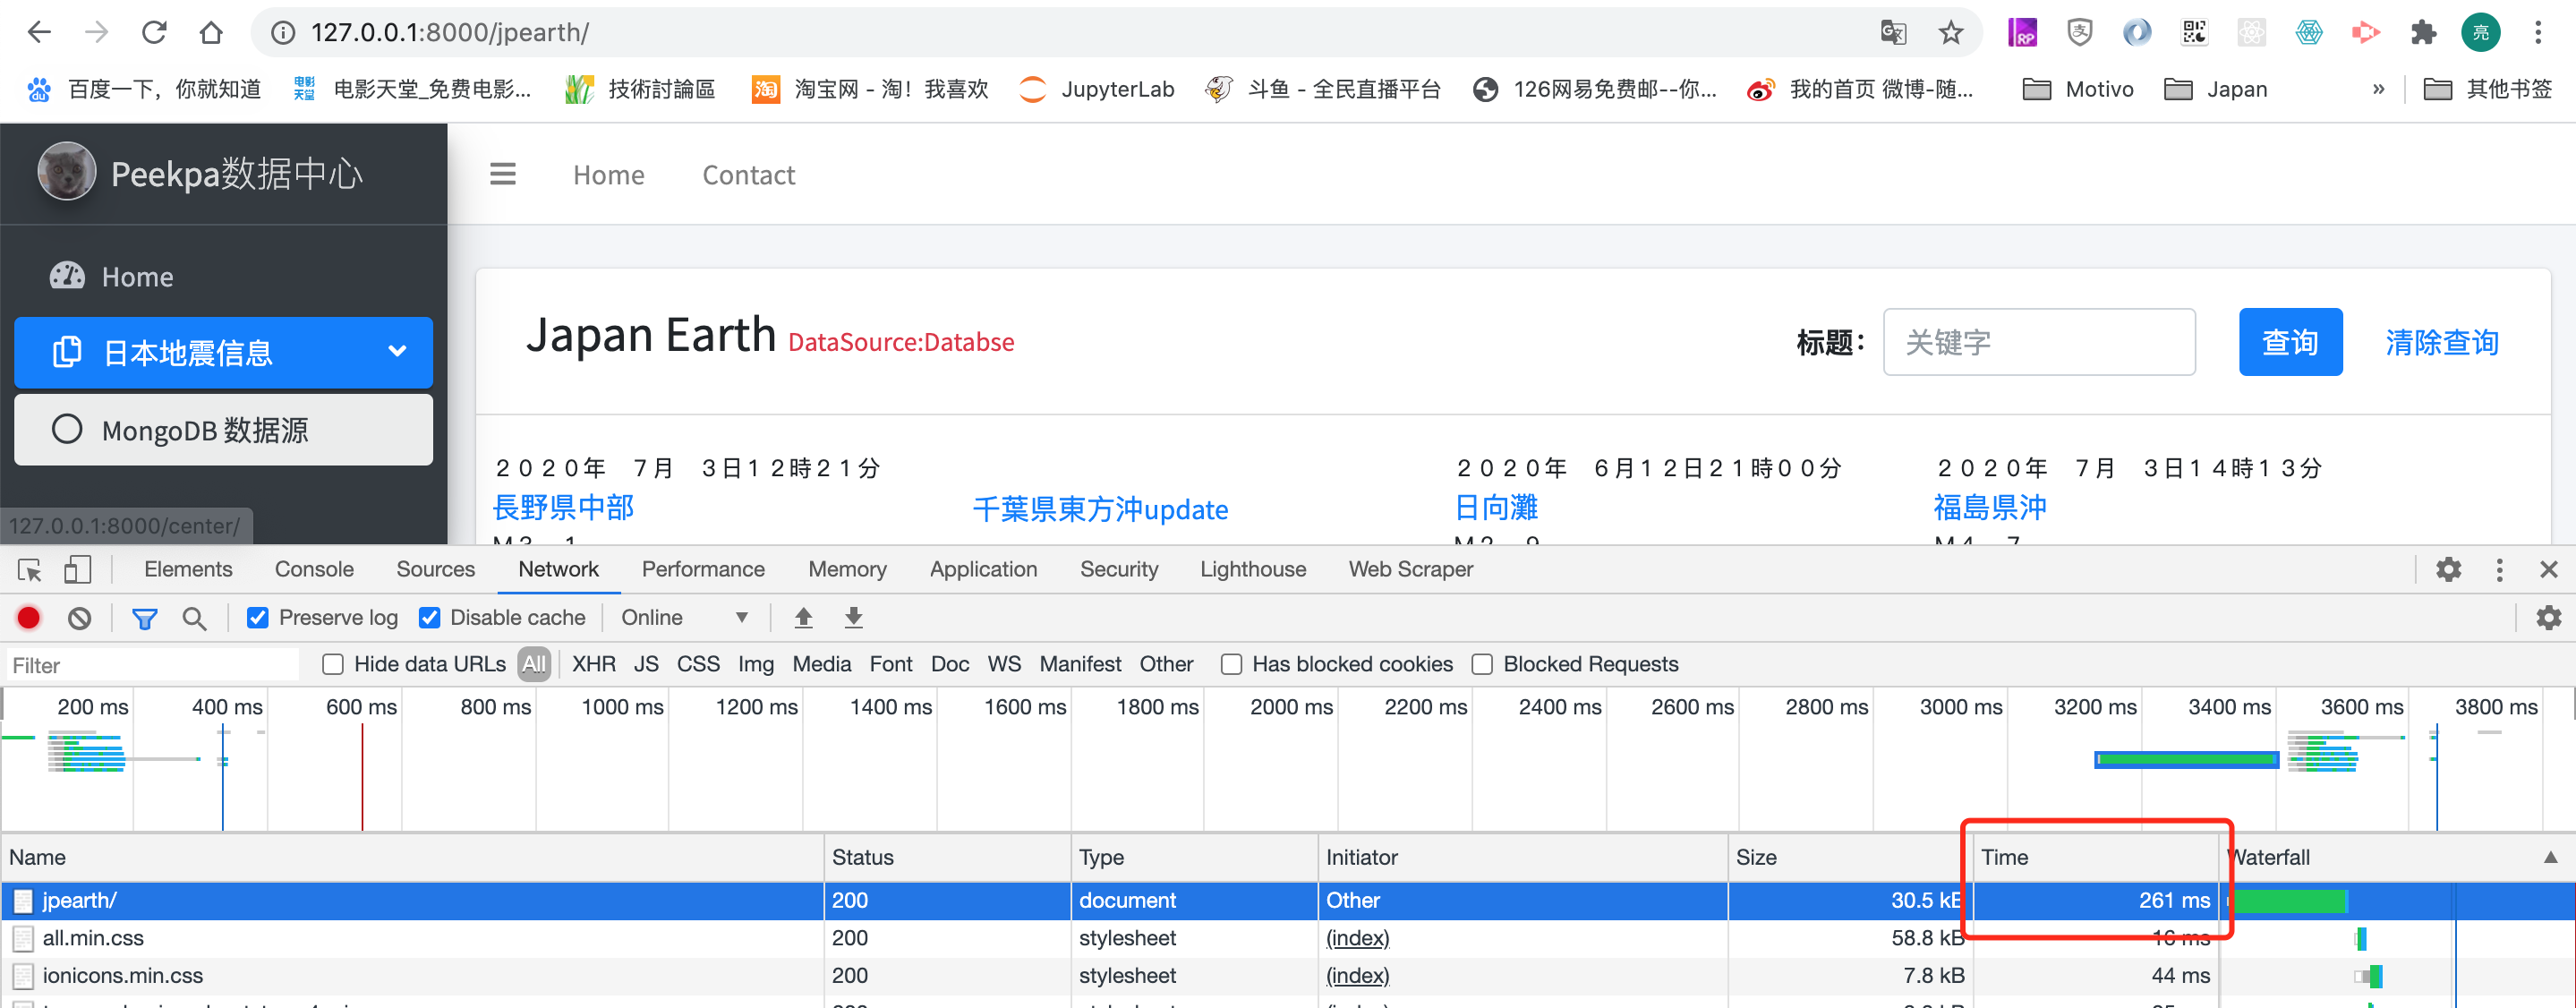 127.0.0.1:8000/jpearth/
亮
百度一下，你就知道 电影天堂_免费电影... 技術討論區 淘宝网 - 淘！我喜欢 JupyterLab 斗鱼 - 全民直播平台 126网易免费邮--你... 我的首页 微博-随... Motivo Japan » 其他书签
Peekpa数据中心 Home Contact
Home
日本地震信息
MongoDB 数据源
127.0.0.1:8000/center/
Japan Earth DataSource:Databse 标题： 关键字 查询 清除查询
２０２０年　７月　３日１２時２１分 ２０２０年　６月１２日２１時００分 ２０２０年　７月　３日１４時１３分
長野県中部 千葉県東方沖update 日向灘 福島県沖
Ｍ３．１ Ｍ２．９ Ｍ４．７
Elements Console Sources Network Performance Memory Application Security Lighthouse Web Scraper
Preserve log Disable cache Online
Filter Hide data URLs All XHR JS CSS Img Media Font Doc WS Manifest Other Has blocked cookies Blocked Requests
200 ms 400 ms 600 ms 800 ms 1000 ms 1200 ms 1400 ms 1600 ms 1800 ms 2000 ms 2200 ms 2400 ms 2600 ms 2800 ms 3000 ms 3200 ms 3400 ms 3600 ms 3800 ms
Name Status Type Initiator Size Time Waterfall
jpearth/ 200 document Other 30.5 kB 261 ms
all.min.css 200 stylesheet (index) 58.8 kB 16 ms
ionicons.min.css 200 stylesheet (index) 7.8 kB 44 ms